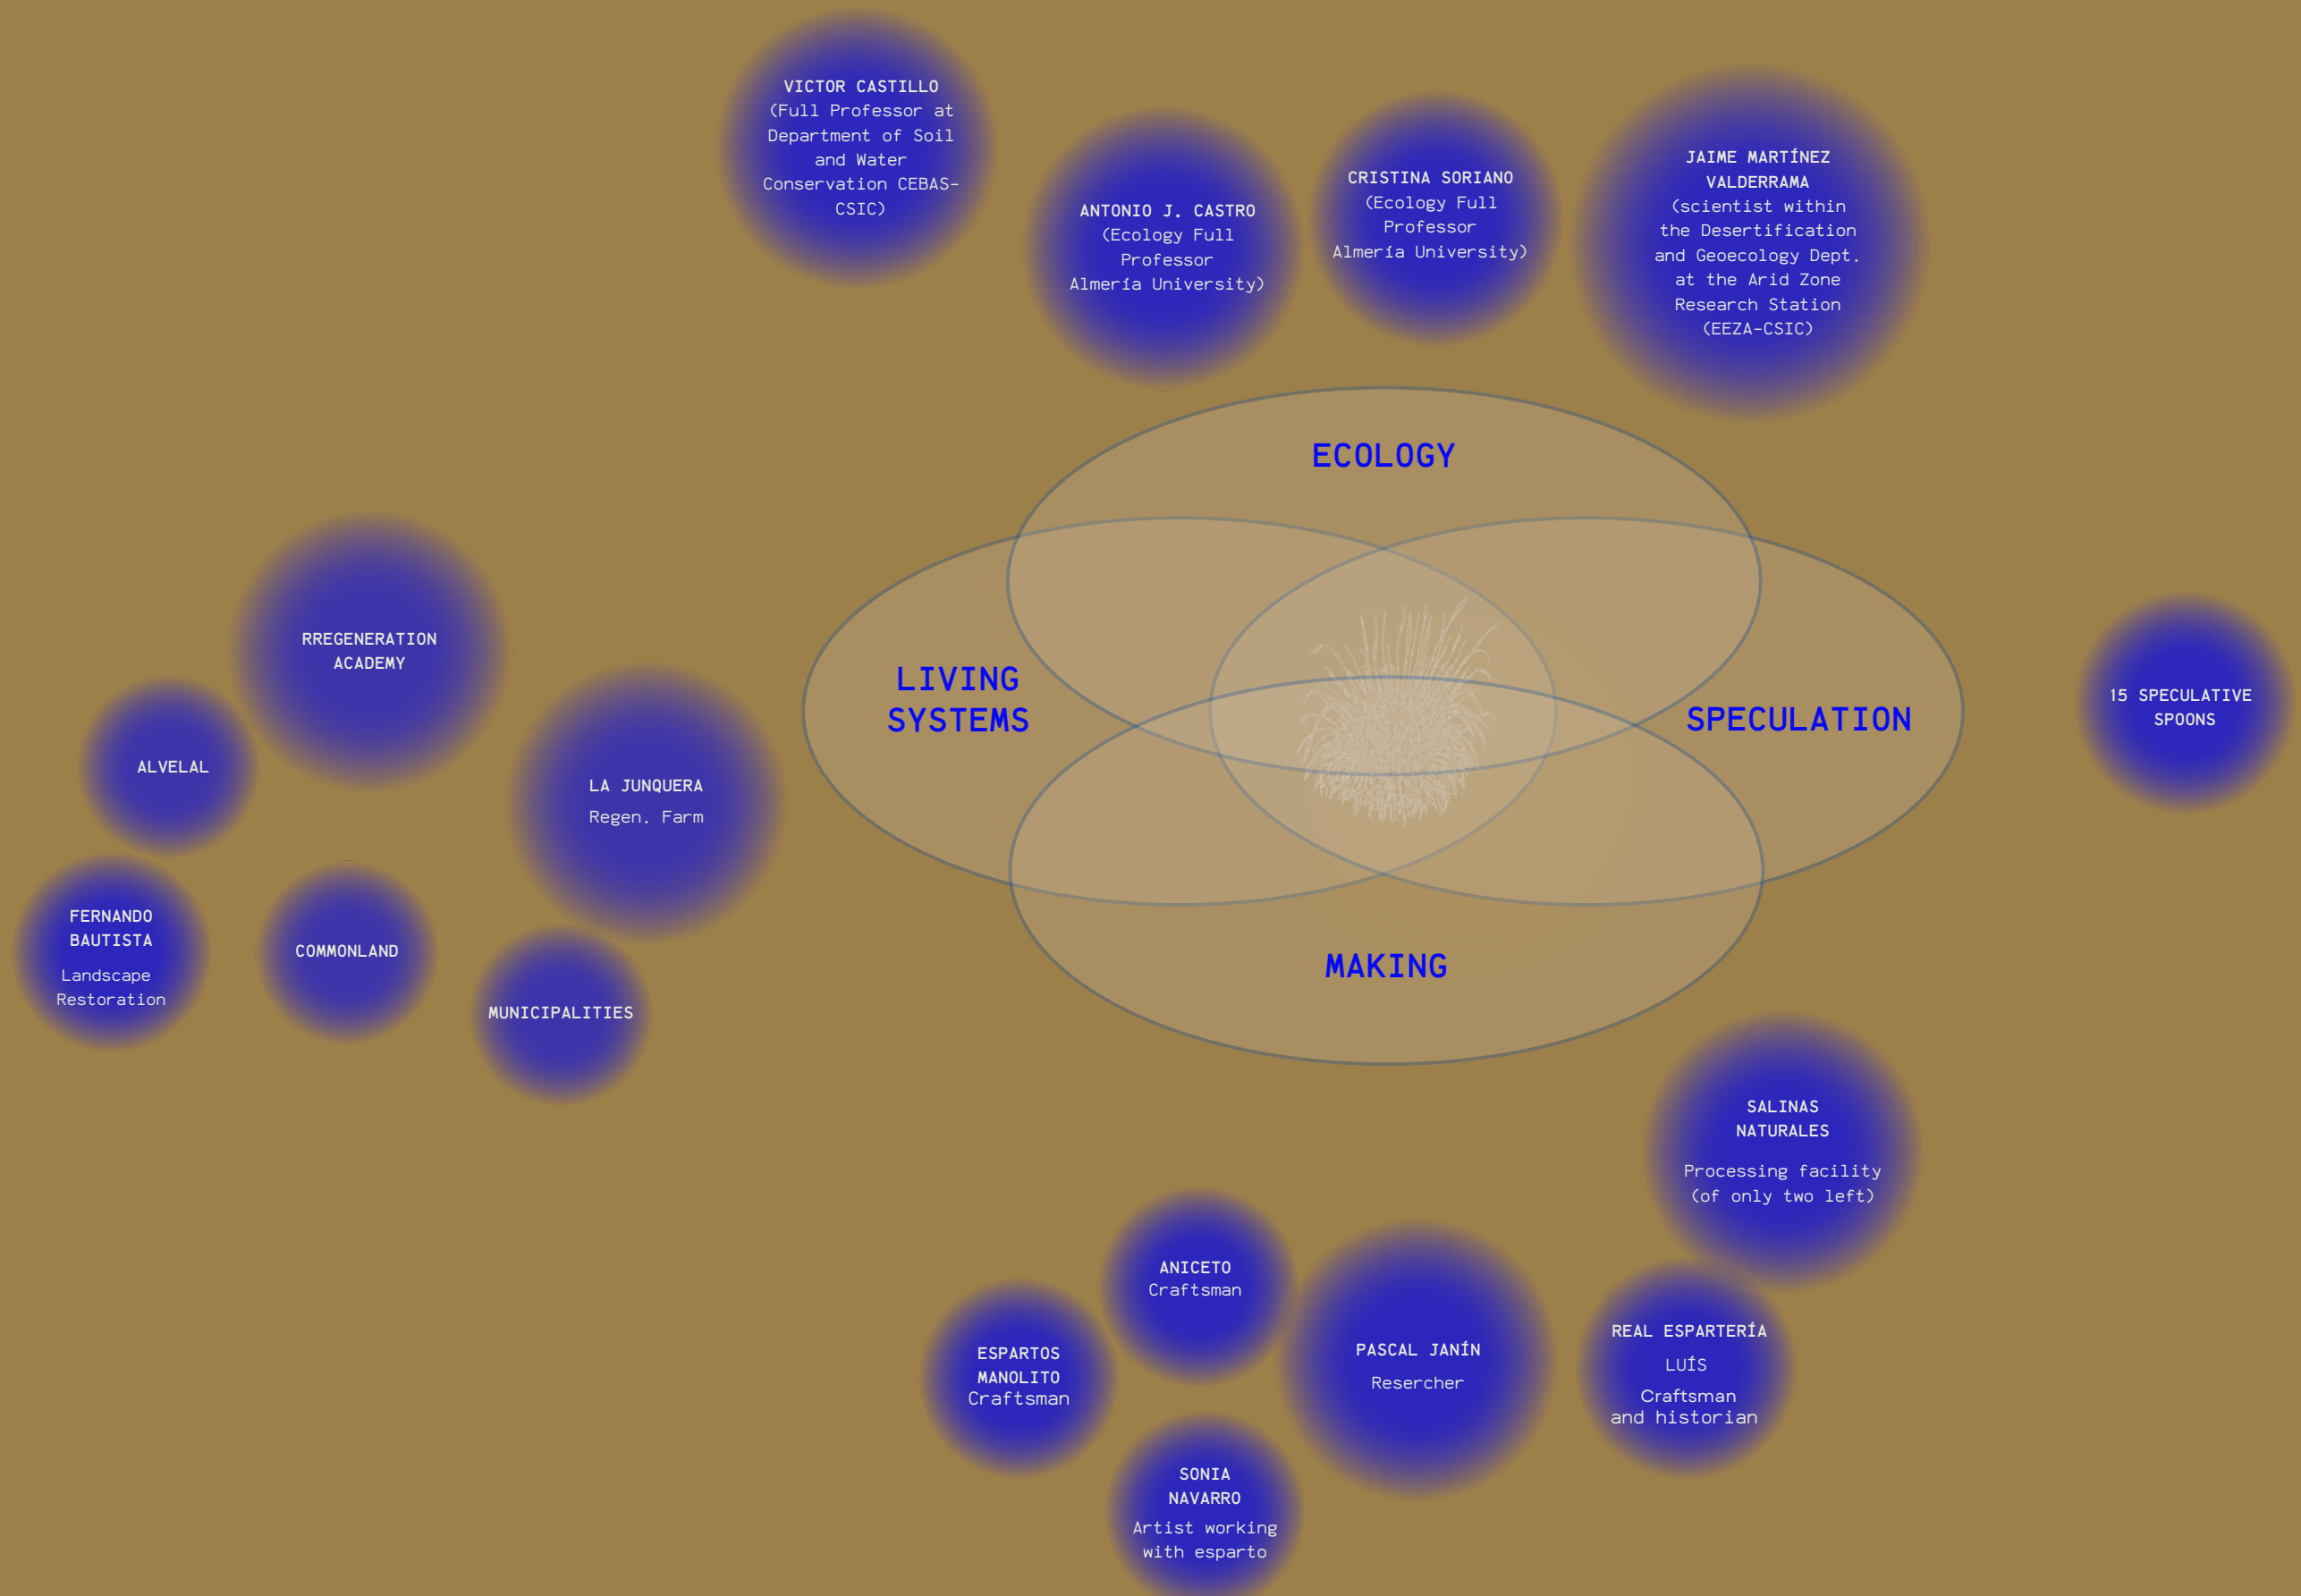 VICTOR CASTILLO
(Full Professor at
Department of Soil
and Water
Conservation CEBAS-
CSIC)
ANTONIO J. CASTRO
(Ecology Full
Professor
Almería University)
CRISTINA SORIANO
(Ecology Full
Professor
Almería University)
JAIME MARTÍNEZ
VALDERRAMA
(scientist within
the Desertification
and Geoecology Dept.
at the Arid Zone
Research Station
(EEZA-CSIC)
ECOLOGY
LIVING
SYSTEMS
SPECULATION
MAKING
RREGENERATION
ACADEMY
ALVELAL
LA JUNQUERA
Regen. Farm
FERNANDO
BAUTISTA
Landscape
Restoration
COMMONLAND
MUNICIPALITIES
15 SPECULATIVE
SPOONS
SALINAS
NATURALES
Processing facility
(of only two left)
ANICETO
Craftsman
ESPARTOS
MANOLITO
Craftsman
PASCAL JANÍN
Resercher
REAL ESPARTERÍA
LUÍS
Craftsman
and historian
SONIA
NAVARRO
Artist working
with esparto